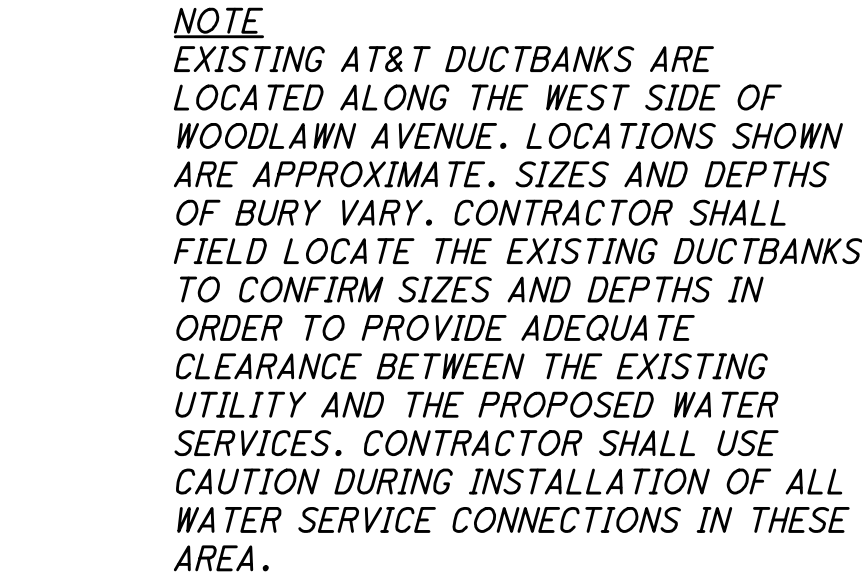 NOTE
EXISTING AT&T DUCTBANKS ARE
LOCATED ALONG THE WEST SIDE OF
WOODLAWN AVENUE. LOCATIONS SHOWN
ARE APPROXIMATE. SIZES AND DEPTHS
OF BURY VARY. CONTRACTOR SHALL
FIELD LOCATE THE EXISTING DUCTBANKS
TO CONFIRM SIZES AND DEPTHS IN
ORDER TO PROVIDE ADEQUATE
CLEARANCE BETWEEN THE EXISTING
UTILITY AND THE PROPOSED WATER
SERVICES. CONTRACTOR SHALL USE
CAUTION DURING INSTALLATION OF ALL
WATER SERVICE CONNECTIONS IN THESE
AREA.